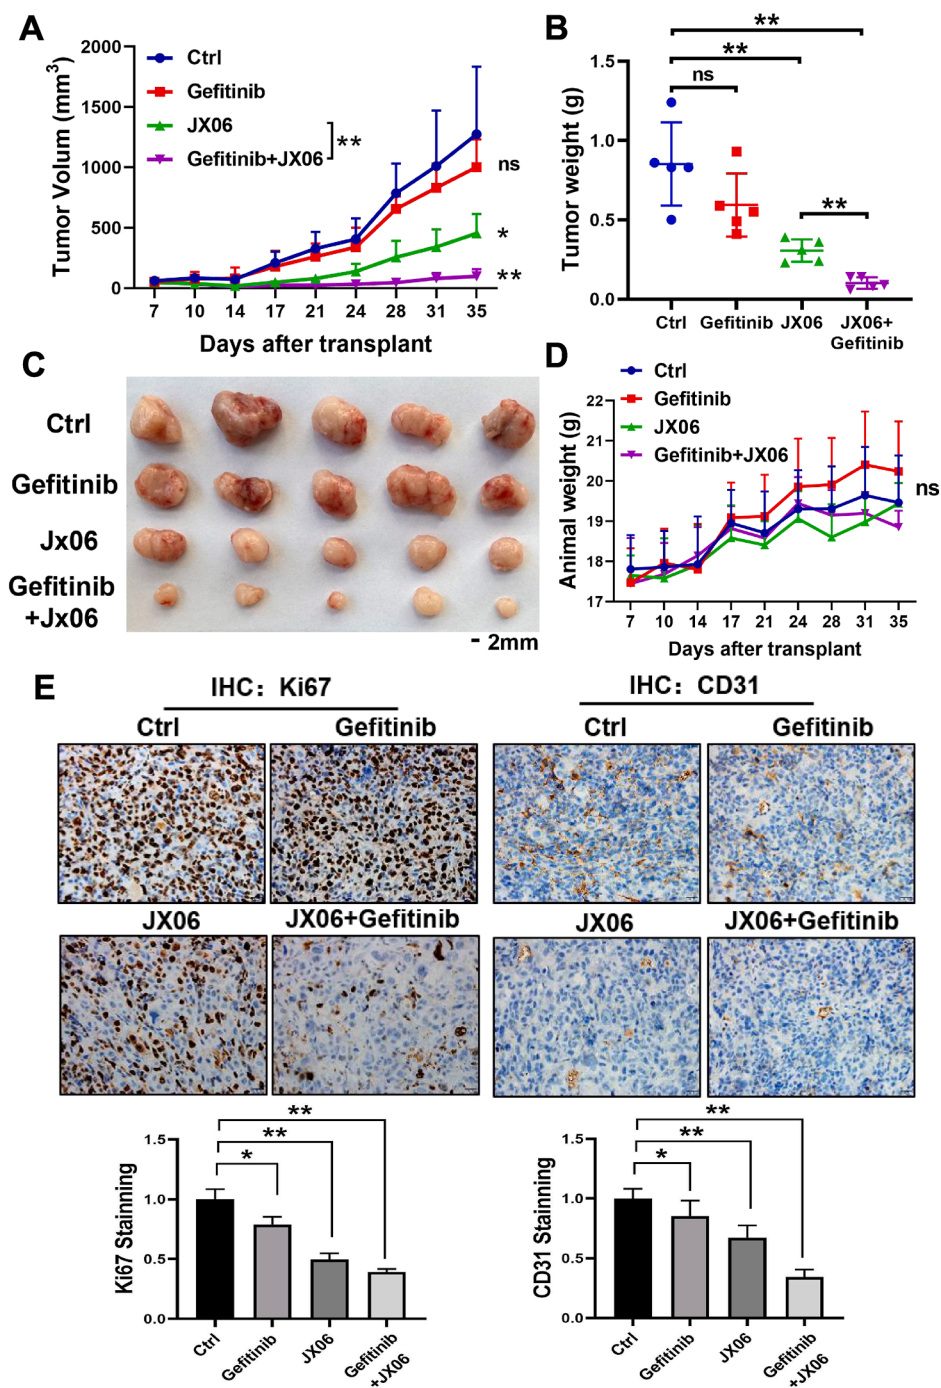 A
2000
1500
1000
500
0
Tumor Volum (mm³)
Ctrl
Gefitinib
JX06
Gefitinib+JX06
**
ns
*
**
7 10 14 17 21 24 28 31 35
Days after transplant
B
1.5
1.0
0.5
0.0
Tumor weight (g)
**
**
ns
**
Ctrl Gefitinib JX06 JX06+
Gefitinib
C
Ctrl
Gefitinib
Jx06
Gefitinib
+Jx06
2mm
D
Ctrl
Gefitinib
JX06
Gefitinib+JX06
22
21
20
19
18
17
Animal weight (g)
ns
7 10 14 17 21 24 28 31 35
Days after transplant
E
IHC: Ki67
Ctrl Gefitinib
JX06 JX06+Gefitinib
IHC: CD31
Ctrl Gefitinib
JX06 JX06+Gefitinib
1.5
1.0
0.5
0.0
Ki67 Stainning
**
**
*
Ctrl
Gefitinib
JX06
Gefitinib
+JX06
1.5
1.0
0.5
0.0
CD31 Stainning
**
**
*
Ctrl
Gefitinib
JX06
Gefitinib
+JX06